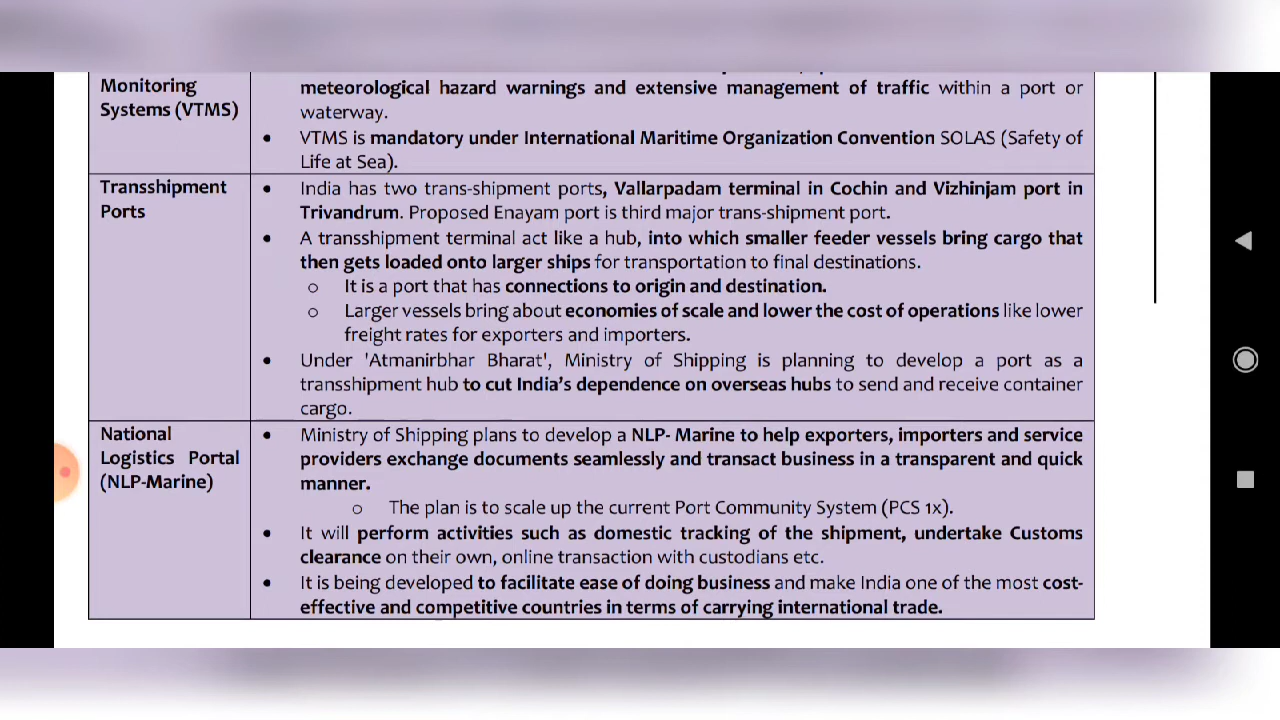 Monitoring
Systems (VTMS)
meteorological hazard warnings and extensive management of traffic within a port or
waterway.
• VTMS is mandatory under International Maritime Organization Convention SOLAS (Safety of
Life at Sea).
Transshipment
Ports
• India has two trans-shipment ports, Vallarpadam terminal in Cochin and Vizhinjam port in
Trivandrum. Proposed Enayam port is third major trans-shipment port.
• A transshipment terminal act like a hub, into which smaller feeder vessels bring cargo that
then gets loaded onto larger ships for transportation to final destinations.
o It is a port that has connections to origin and destination.
o Larger vessels bring about economies of scale and lower the cost of operations like lower
freight rates for exporters and importers.
• Under 'Atmanirbhar Bharat', Ministry of Shipping is planning to develop a port as a
transshipment hub to cut India's dependence on overseas hubs to send and receive container
cargo.
National
Logistics Portal
(NLP-Marine)
• Ministry of Shipping plans to develop a NLP- Marine to help exporters, importers and service
providers exchange documents seamlessly and transact business in a transparent and quick
manner.
o The plan is to scale up the current Port Community System (PCS 1x).
• It will perform activities such as domestic tracking of the shipment, undertake Customs
clearance on their own, online transaction with custodians etc.
• It is being developed to facilitate ease of doing business and make India one of the most cost-
effective and competitive countries in terms of carrying international trade.